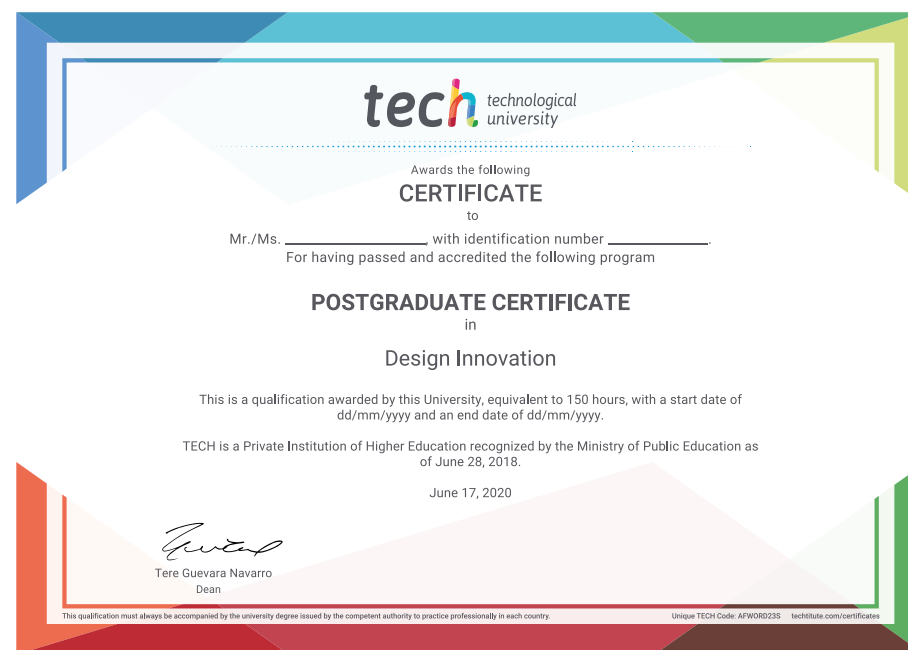 tech technological
university
Awards the following
CERTIFICATE
to
Mr./Ms. ____________________, with identification number ______________.
For having passed and accredited the following program
POSTGRADUATE CERTIFICATE
in
Design Innovation
This is a qualification awarded by this University, equivalent to 150 hours, with a start date of
dd/mm/yyyy and an end date of dd/mm/yyyy.
TECH is a Private Institution of Higher Education recognized by the Ministry of Public Education as
of June 28, 2018.
June 17, 2020
Tere Guevara Navarro
Dean
This qualification must always be accompanied by the university degree issued by the competent authority to practice professionally in each country.
Unique TECH Code: AFWORD23S techtitute.com/certificates